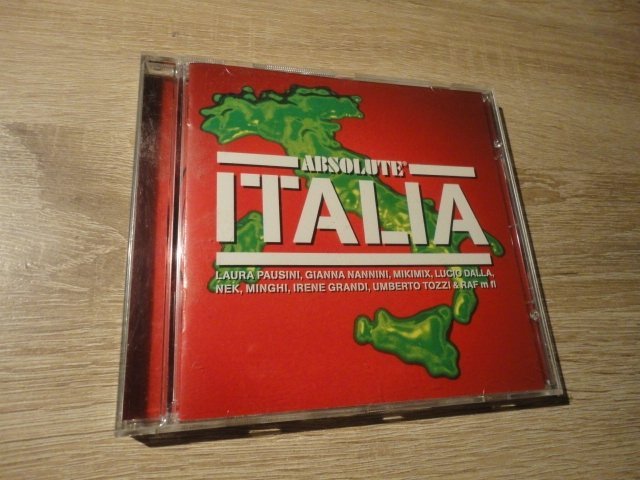 ABSOLUTE®
ITALIA
LAURA PAUSINI, GIANNA NANNINI, MIKIMIX, LUCIO DALLA,
NEK, MINGHI, IRENE GRANDI, UMBERTO TOZZI & RAF m fl